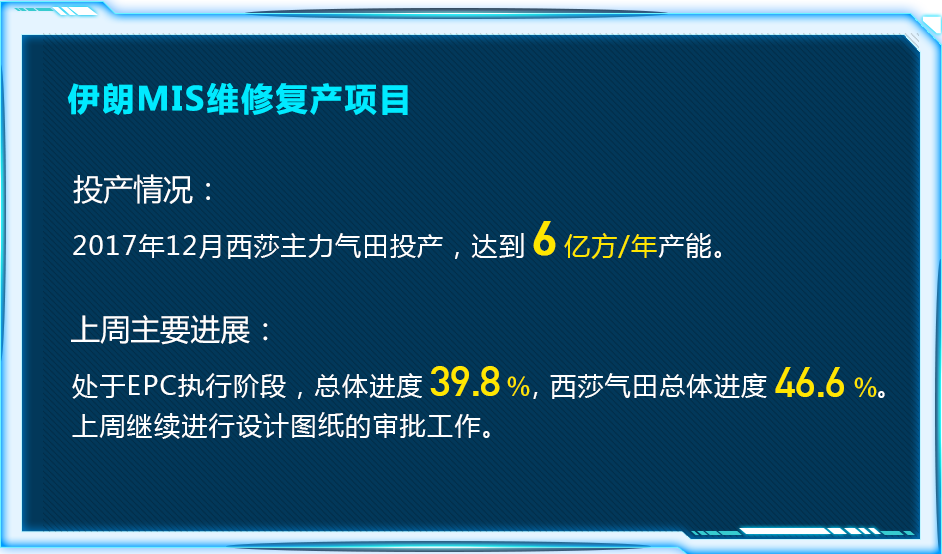 伊朗MIS维修复产项目
投产情况：
2017年12月西莎主力气田投产，达到 6 亿方/年产能。
上周主要进展：
处于EPC执行阶段，总体进度 39.8 %, 西莎气田总体进度 46.6 %。
上周继续进行设计图纸的审批工作。